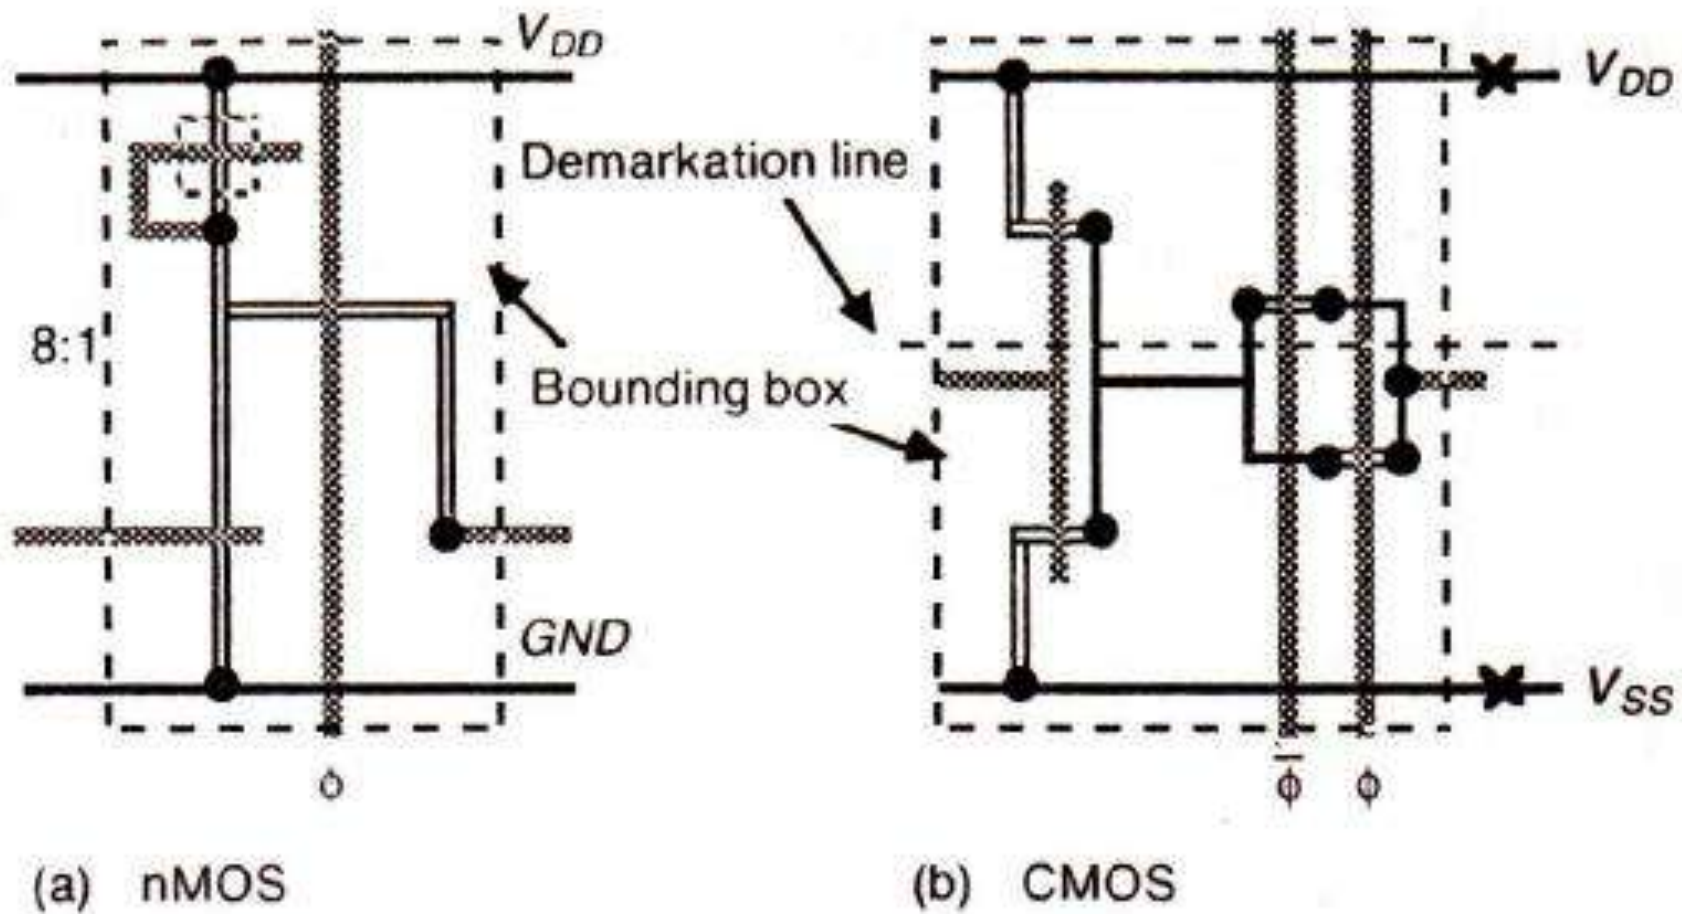 V_DD
V_DD
Demarkation line
8:1
Bounding box
GND
V_SS
ϕ
ϕ̅
ϕ
(a) nMOS
(b) CMOS